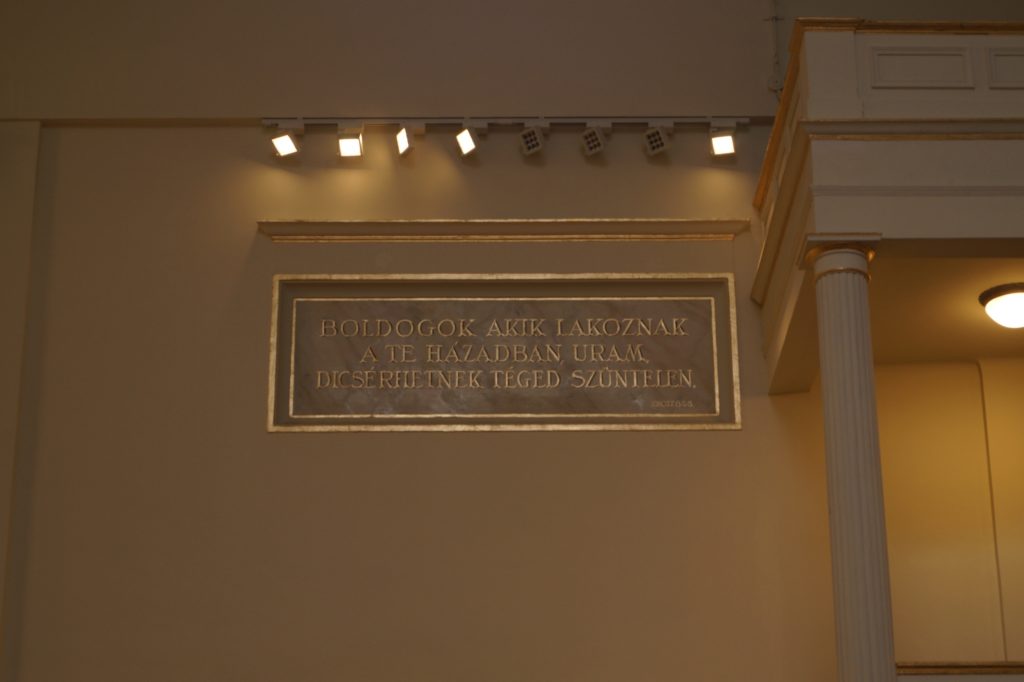 BOLDOGOK AKIK LAKOZNAK
A TE HÁZADBAN URAM,
DICSÉRHETNEK TÉGED SZÜNTELEN.